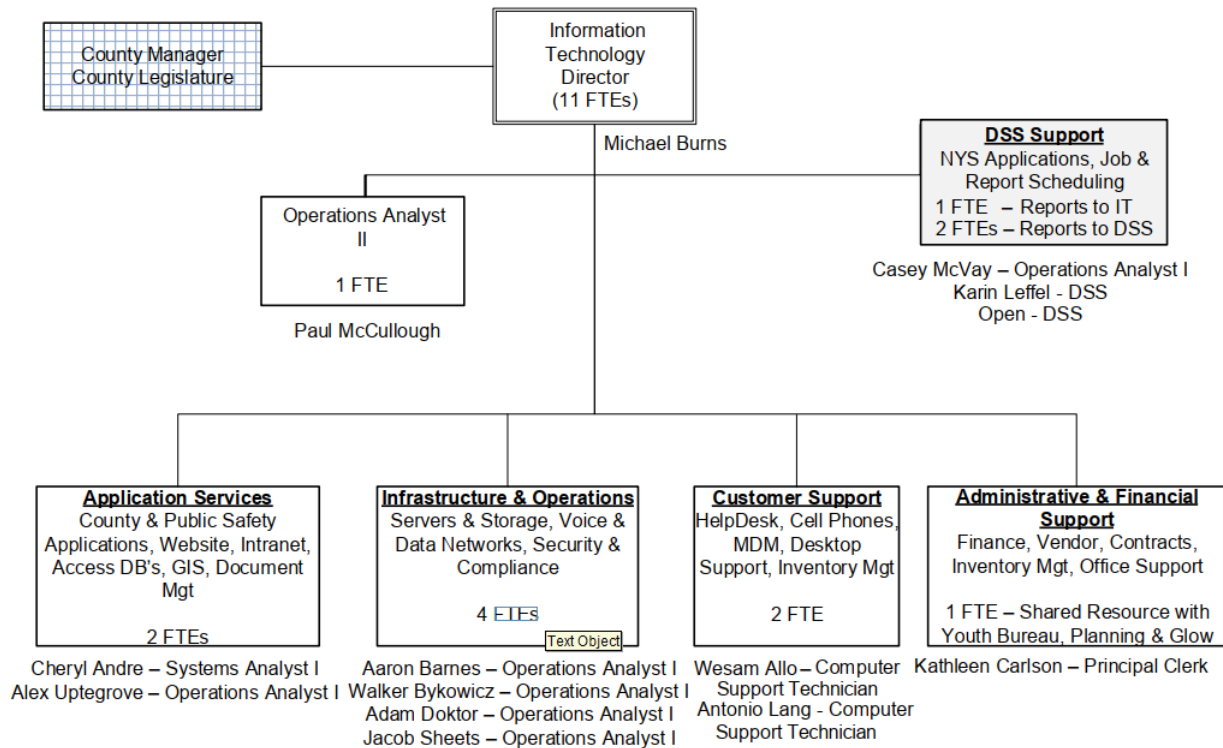 County Manager
County Legislature
Information
Technology
Director
(11 FTEs)
Michael Burns
DSS Support
NYS Applications, Job &
Report Scheduling
1 FTE – Reports to IT
2 FTEs – Reports to DSS
Casey McVay – Operations Analyst I
Karin Leffel - DSS
Open - DSS
Operations Analyst
II
1 FTE
Paul McCullough
Application Services
County & Public Safety
Applications, Website, Intranet,
Access DB's, GIS, Document
Mgt
2 FTEs
Cheryl Andre – Systems Analyst I
Alex Uptegrove – Operations Analyst I
Infrastructure & Operations
Servers & Storage, Voice &
Data Networks, Security &
Compliance
4 FTEs
Text Object
Aaron Barnes – Operations Analyst I
Walker Bykowicz – Operations Analyst I
Adam Doktor – Operations Analyst I
Jacob Sheets – Operations Analyst I
Customer Support
HelpDesk, Cell Phones,
MDM, Desktop
Support, Inventory Mgt
2 FTE
Wesam Allo – Computer
Support Technician
Antonio Lang - Computer
Support Technician
Administrative & Financial
Support
Finance, Vendor, Contracts,
Inventory Mgt, Office Support
1 FTE – Shared Resource with
Youth Bureau, Planning & Glow
Kathleen Carlson – Principal Clerk